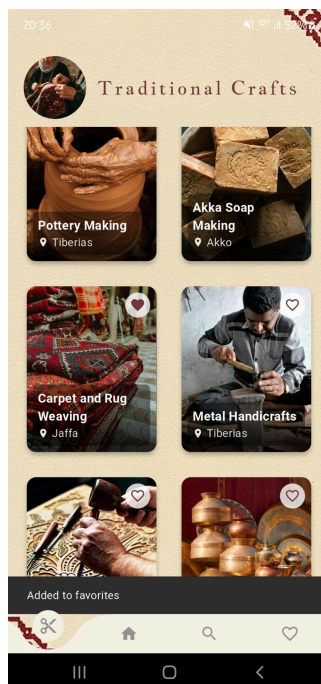 20:36
Traditional Crafts
Pottery Making
Tiberias
Akka Soap
Making
Akko
Carpet and Rug
Weaving
Jaffa
Metal Handicrafts
Tiberias
Added to favorites